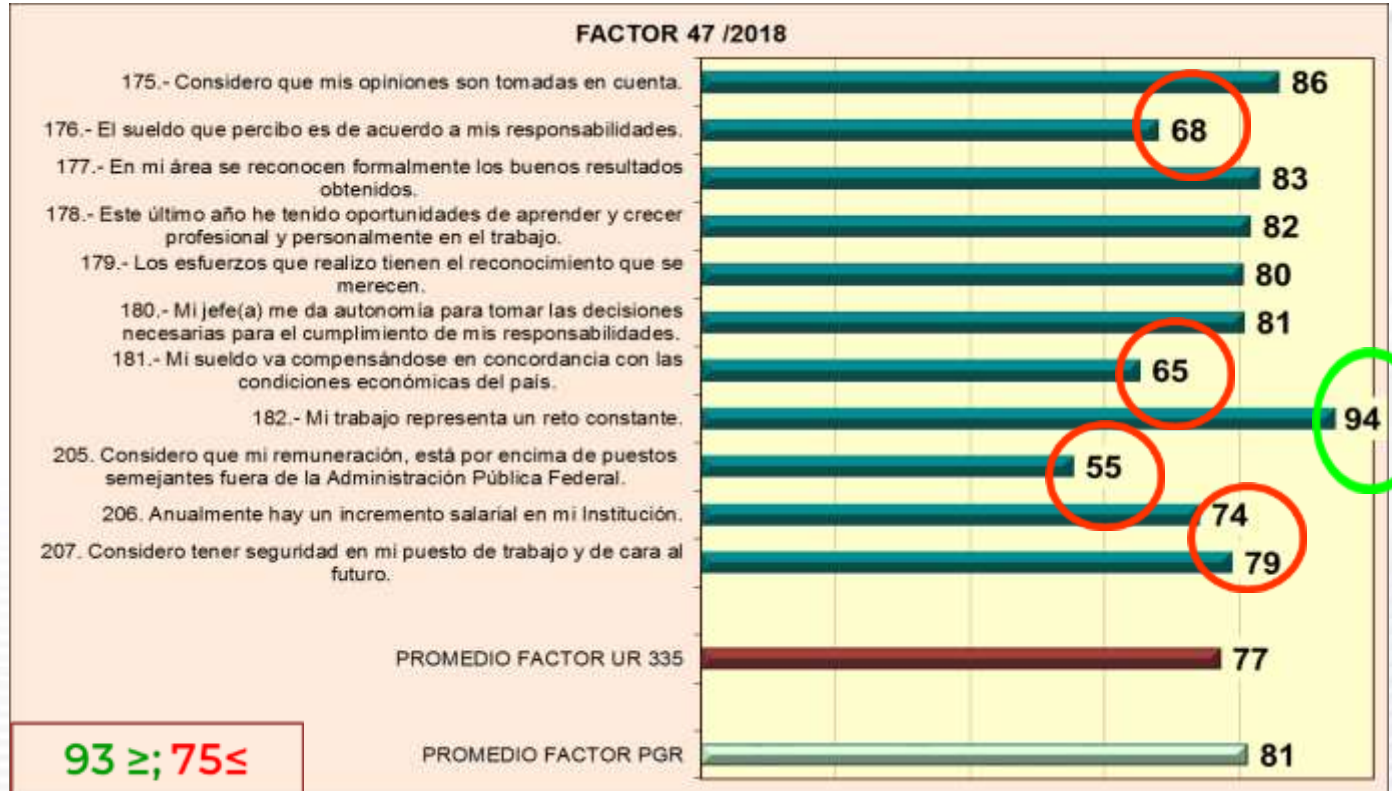 FACTOR 47 /2018
175.- Considero que mis opiniones son tomadas en cuenta.
86
176.- El sueldo que percibo es de acuerdo a mis responsabilidades.
68
177.- En mi área se reconocen formalmente los buenos resultados
obtenidos.
83
178.- Este último año he tenido oportunidades de aprender y crecer
profesional y personalmente en el trabajo.
82
179.- Los esfuerzos que realizo tienen el reconocimiento que se
merecen.
80
180.- Mi jefe(a) me da autonomía para tomar las decisiones
necesarias para el cumplimiento de mis responsabilidades.
81
181.- Mi sueldo va compensándose en concordancia con las
condiciones económicas del país.
65
182.- Mi trabajo representa un reto constante.
94
205. Considero que mi remuneración, está por encima de puestos
semejantes fuera de la Administración Pública Federal.
55
206. Anualmente hay un incremento salarial en mi Institución.
74
207. Considero tener seguridad en mi puesto de trabajo y de cara al
futuro.
79
PROMEDIO FACTOR UR 335
77
PROMEDIO FACTOR PGR
81
93 ≥; 75≤